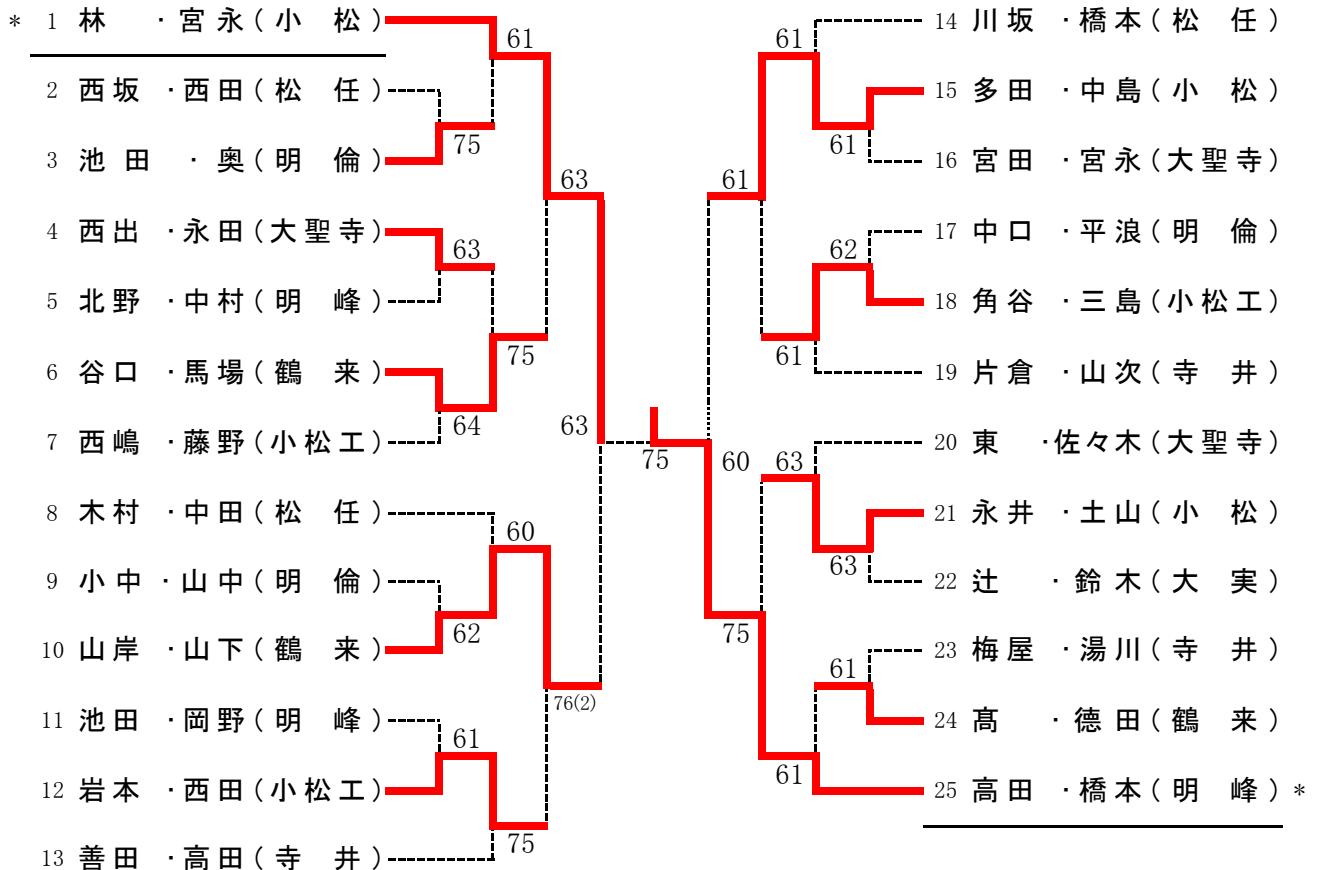 * 1 林 ・宮永(小 松)
2 西坂 ・西田(松 任)
3 池田 ・奥(明 倫)
4 西出 ・永田(大聖寺)
5 北野 ・中村(明 峰)
6 谷口 ・馬場(鶴 来)
7 西嶋 ・藤野(小松工)
8 木村 ・中田(松 任)
9 小中 ・山中(明 倫)
10 山岸 ・山下(鶴 来)
11 池田 ・岡野(明 峰)
12 岩本 ・西田(小松工)
13 善田 ・高田(寺 井)
61
75
63
63
75
64
63
60
62
76(2)
61
75
75
61
61
61
62
61
60
63
63
75
61
61
14 川坂 ・橋本(松 任)
15 多田 ・中島(小 松)
16 宮田 ・宮永(大聖寺)
17 中口 ・平浪(明 倫)
18 角谷 ・三島(小松工)
19 片倉 ・山次(寺 井)
20 東 ・佐々木(大聖寺)
21 永井 ・土山(小 松)
22 辻 ・鈴木(大 実)
23 梅屋 ・湯川(寺 井)
24 髙 ・德田(鶴 来)
25 高田 ・橋本(明 峰) *